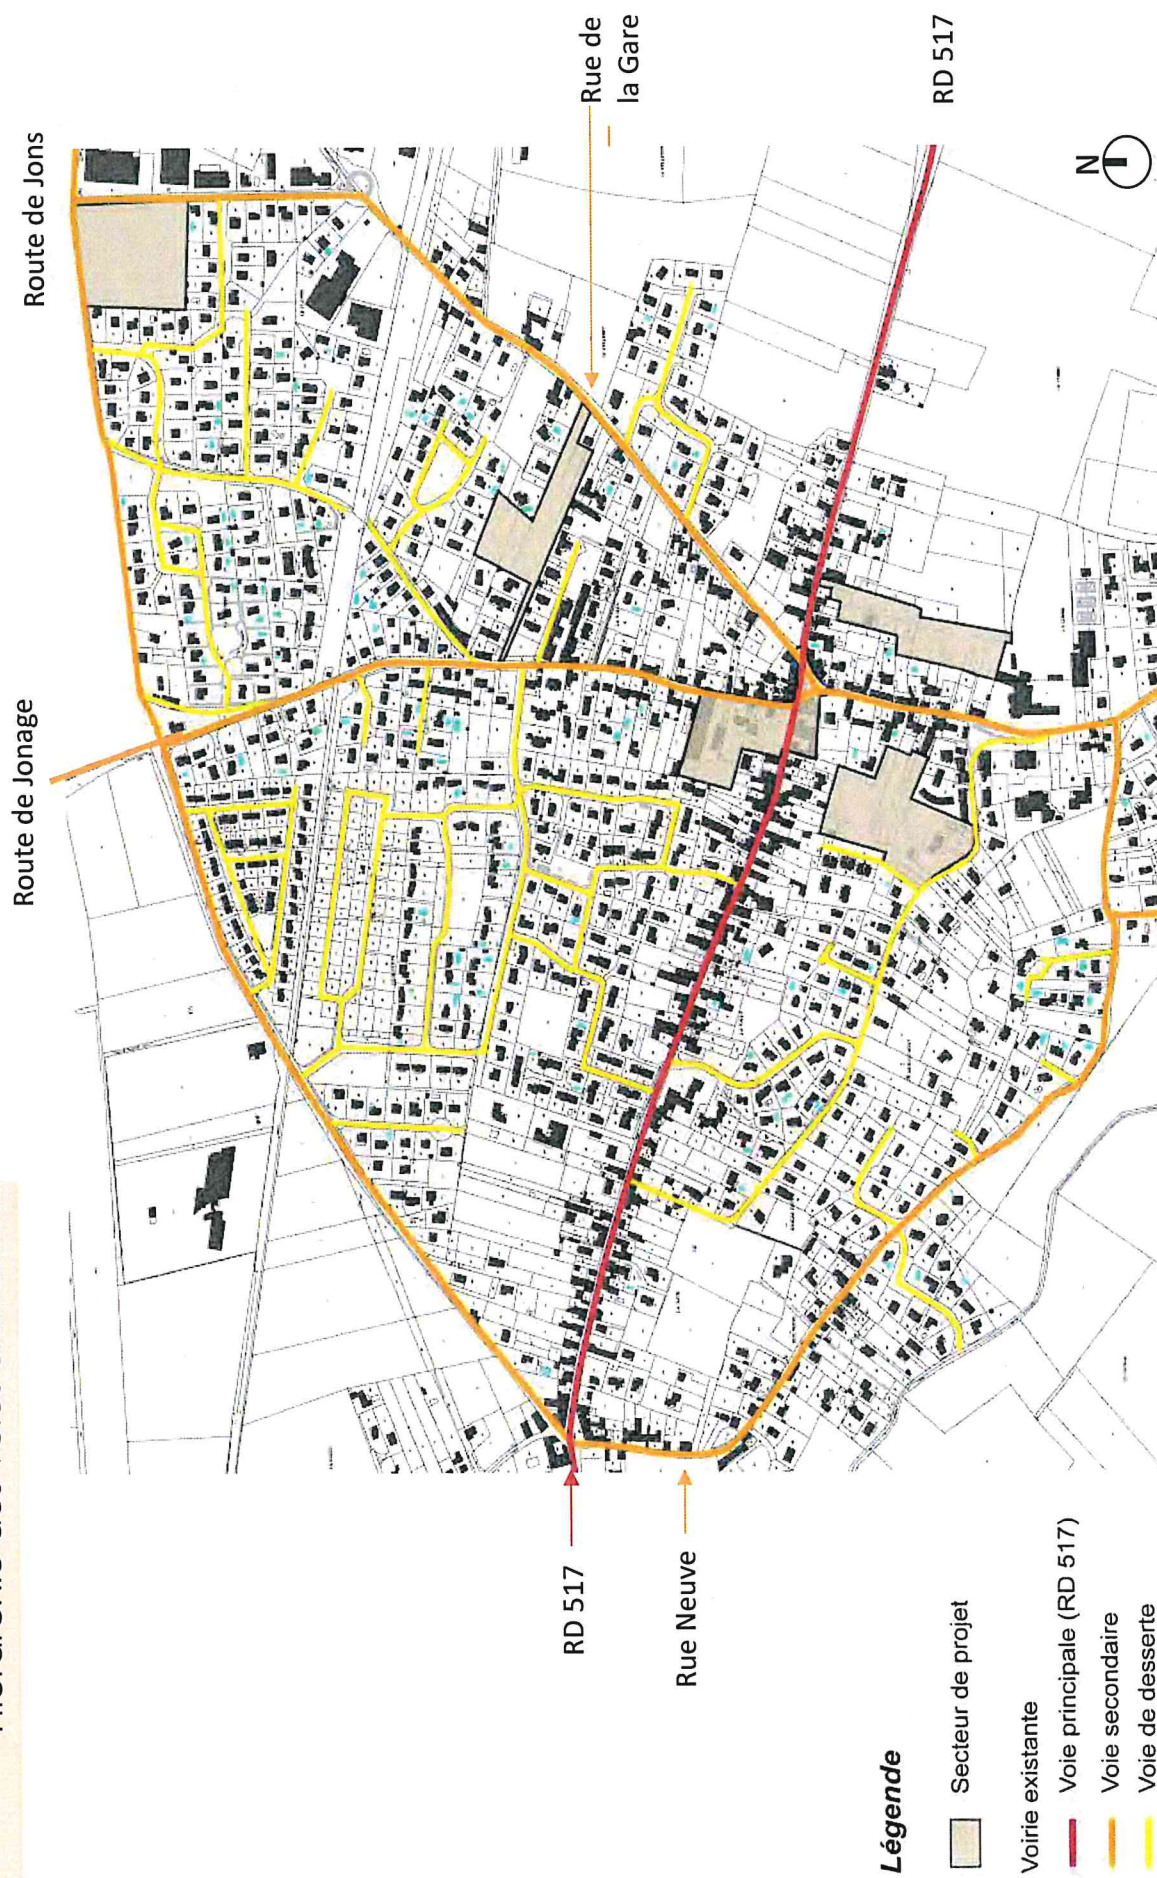 Route de Jonage
Route de Jons
RD 517
Rue Neuve
Rue de
la Gare
RD 517
N
Légende
Secteur de projet
Voirie existante
Voie principale (RD 517)
Voie secondaire
Voie de desserte